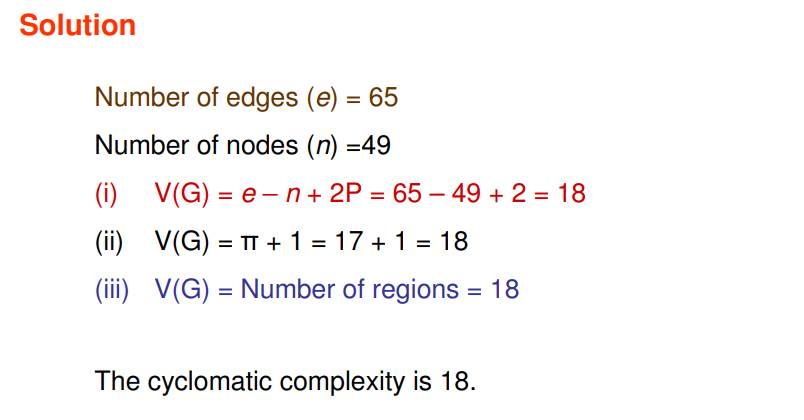 Solution
Number of edges (e) = 65
Number of nodes (n) =49
(i) V(G) = e – n + 2P = 65 – 49 + 2 = 18
(ii) V(G) = π + 1 = 17 + 1 = 18
(iii) V(G) = Number of regions = 18
The cyclomatic complexity is 18.